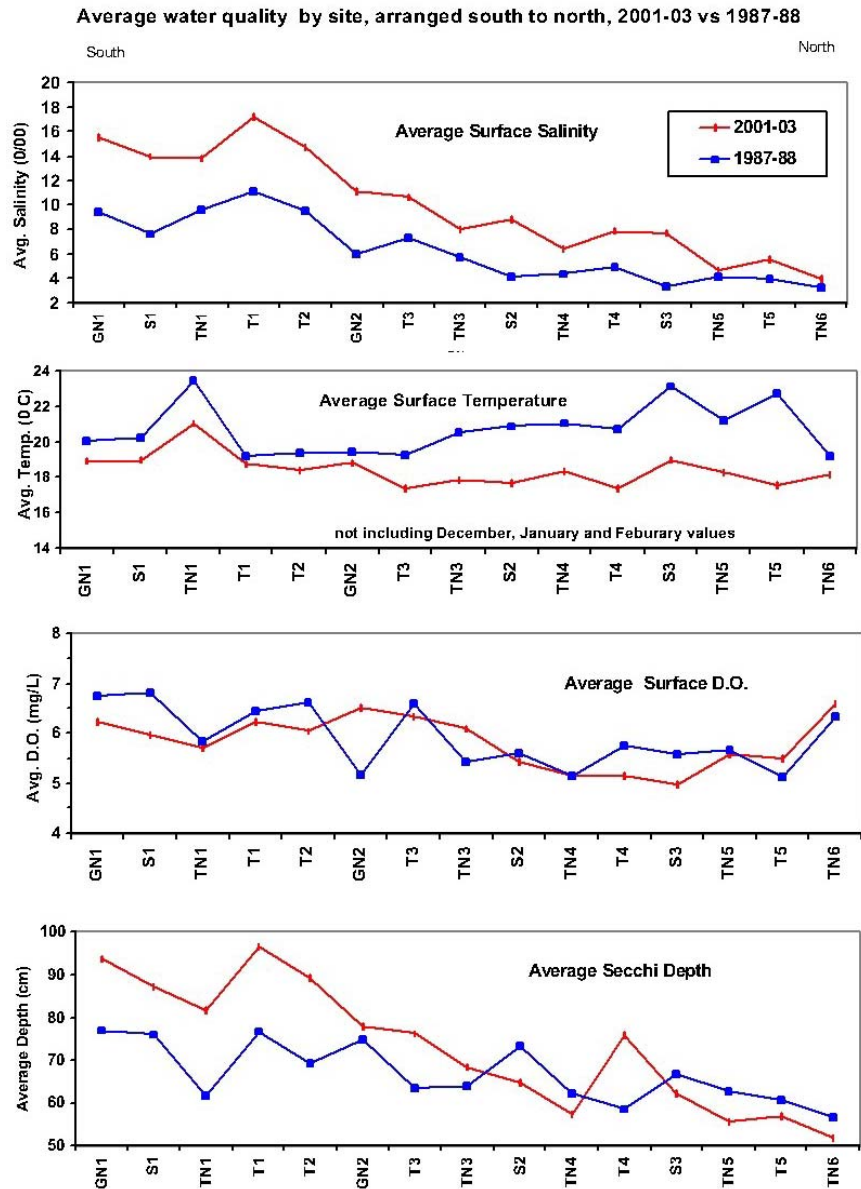 Average water quality by site, arranged south to north, 2001-03 vs 1987-88
South
North
Average Surface Salinity
2001-03
1987-88
Avg. Salinity (0/00)
20
18
16
14
12
10
8
6
4
2
GN1 S1 TN1 T1 T2 GN2 T3 TN3 S2 TN4 T4 S3 TN5 T5 TN6
Average Surface Temperature
Avg. Temp. (0 C)
24
22
20
18
16
14
not including December, January and Feburary values
GN1 S1 TN1 T1 T2 GN2 T3 TN3 S2 TN4 T4 S3 TN5 T5 TN6
Average Surface D.O.
Avg. D.O. (mg/L)
8
7
6
5
4
GN1 S1 TN1 T1 T2 GN2 T3 TN3 S2 TN4 T4 S3 TN5 T5 TN6
Average Secchi Depth
Average Depth (cm)
100
90
80
70
60
50
GN1 S1 TN1 T1 T2 GN2 T3 TN3 S2 TN4 T4 S3 TN5 T5 TN6